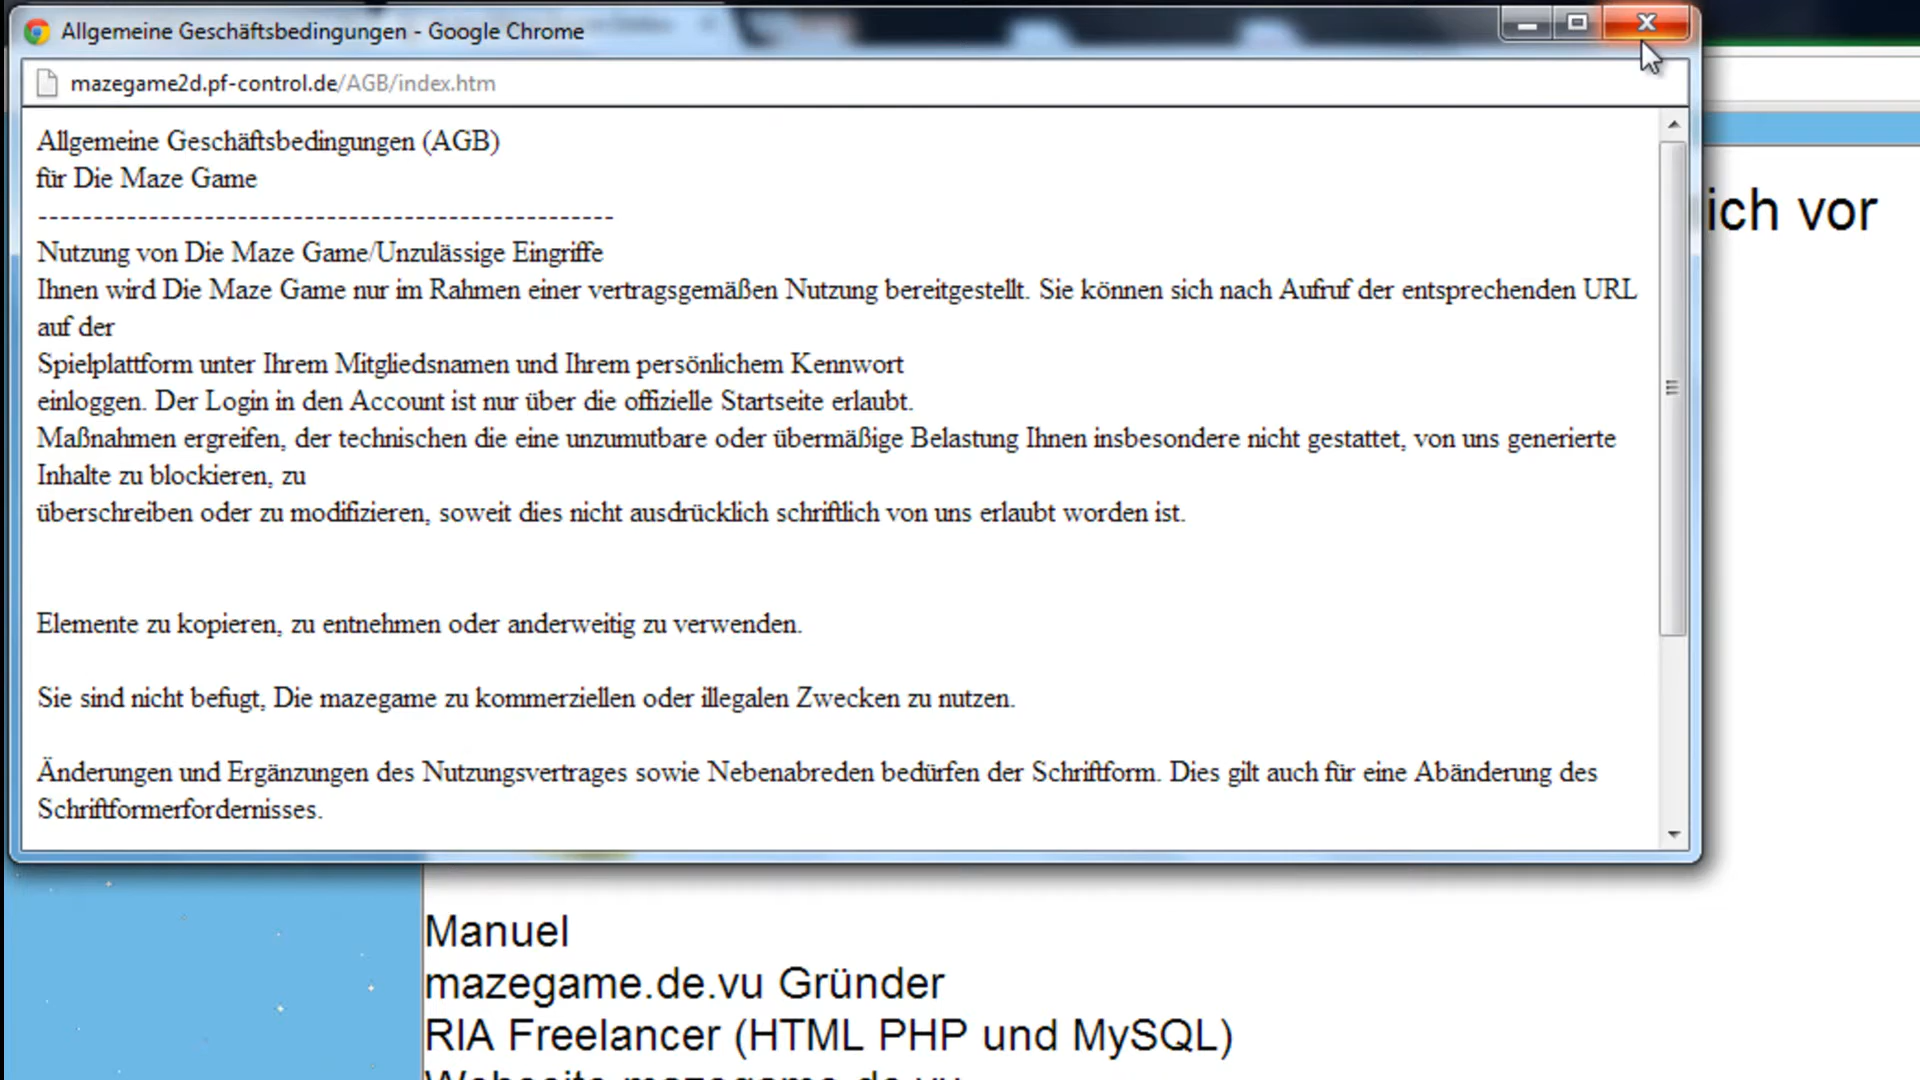 Allgemeine Geschäftsbedingungen - Google Chrome
mazegame2d.pf-control.de/AGB/index.htm
Allgemeine Geschäftsbedingungen (AGB)
für Die Maze Game
----------------------------------------------------
Nutzung von Die Maze Game/Unzulässige Eingriffe
Ihnen wird Die Maze Game nur im Rahmen einer vertragsgemäßen Nutzung bereitgestellt. Sie können sich nach Aufruf der entsprechenden URL
auf der
Spielplattform unter Ihrem Mitgliedsnamen und Ihrem persönlichem Kennwort
einloggen. Der Login in den Account ist nur über die offizielle Startseite erlaubt.
Maßnahmen ergreifen, der technischen die eine unzumutbare oder übermäßige Belastung Ihnen insbesondere nicht gestattet, von uns generierte
Inhalte zu blockieren, zu
überschreiben oder zu modifizieren, soweit dies nicht ausdrücklich schriftlich von uns erlaubt worden ist.
Elemente zu kopieren, zu entnehmen oder anderweitig zu verwenden.
Sie sind nicht befugt, Die mazegame zu kommerziellen oder illegalen Zwecken zu nutzen.
Änderungen und Ergänzungen des Nutzungsvertrages sowie Nebenabreden bedürfen der Schriftform. Dies gilt auch für eine Abänderung des
Schriftformerfordernisses.
ich vor
Manuel
mazegame.de.vu Gründer
RIA Freelancer (HTML PHP und MySQL)